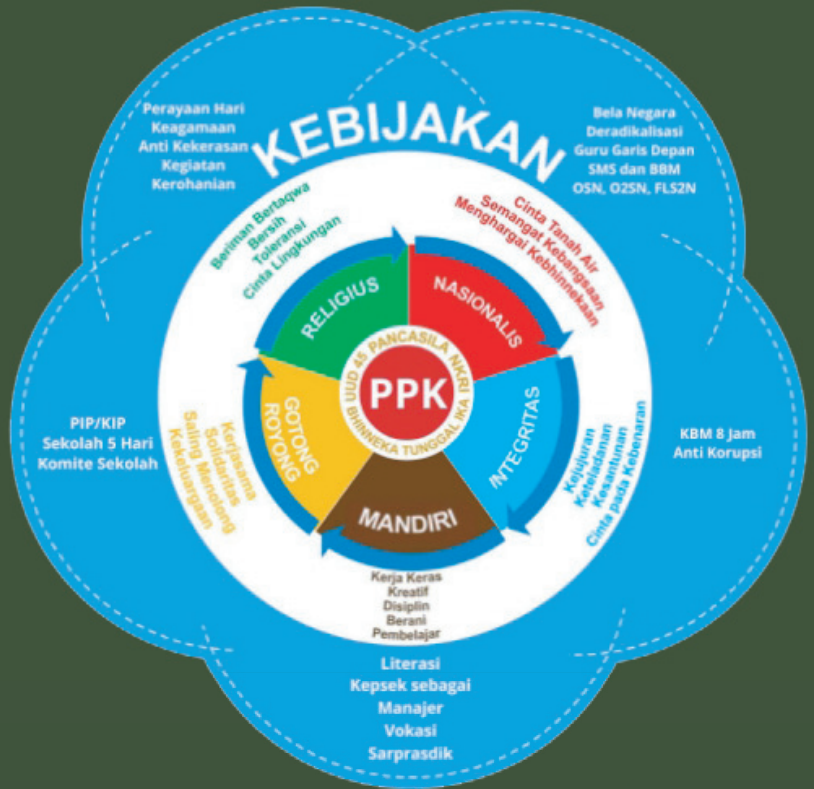 KEBIJAKAN
Perayaan Hari
Keagamaan
Anti Kekerasan
Kegiatan
Kerohanian
Bela Negara
Deradikalisasi
Guru Garis Depan
SMS dan BBM
OSN, O2SN, FLS2N
Beriman Bertaqwa
Bersih
Toleransi
Cinta Lingkungan
Cinta Tanah Air
Semangat Kebangsaan
Menghargai Kebhinnekaan
RELIGIUS
NASIONALIS
UUD 45 PANCASILA NKRI
PPK
BHINNEKA TUNGGAL IKA
GOTONG
ROYONG
INTEGRITAS
MANDIRI
PIP/KIP
Sekolah 5 Hari
Komite Sekolah
Kerjasama
Solidaritas
Saling Menolong
Kekeluargaan
Kejujuran
Keteladanan
Kesantunan
Cinta pada Kebenaran
KBM 8 Jam
Anti Korupsi
Kerja Keras
Kreatif
Disiplin
Berani
Pembelajar
Literasi
Kepsek sebagai
Manajer
Vokasi
Sarprasdik